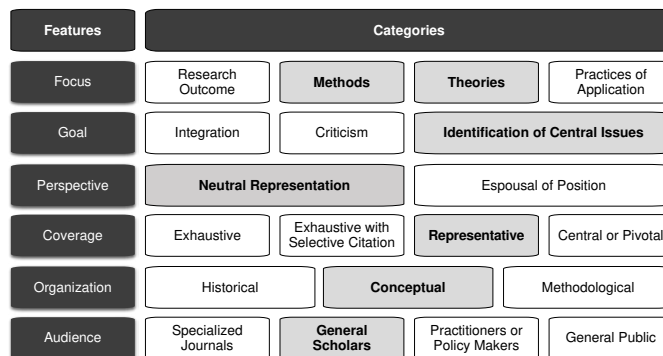 Features
Categories
Focus
Research
Outcome
Methods
Theories
Practices of
Application
Goal
Integration
Criticism
Identification of Central Issues
Perspective
Neutral Representation
Espousal of Position
Coverage
Exhaustive
Exhaustive with
Selective Citation
Representative
Central or Pivotal
Organization
Historical
Conceptual
Methodological
Audience
Specialized
Journals
General
Scholars
Practitioners or
Policy Makers
General Public